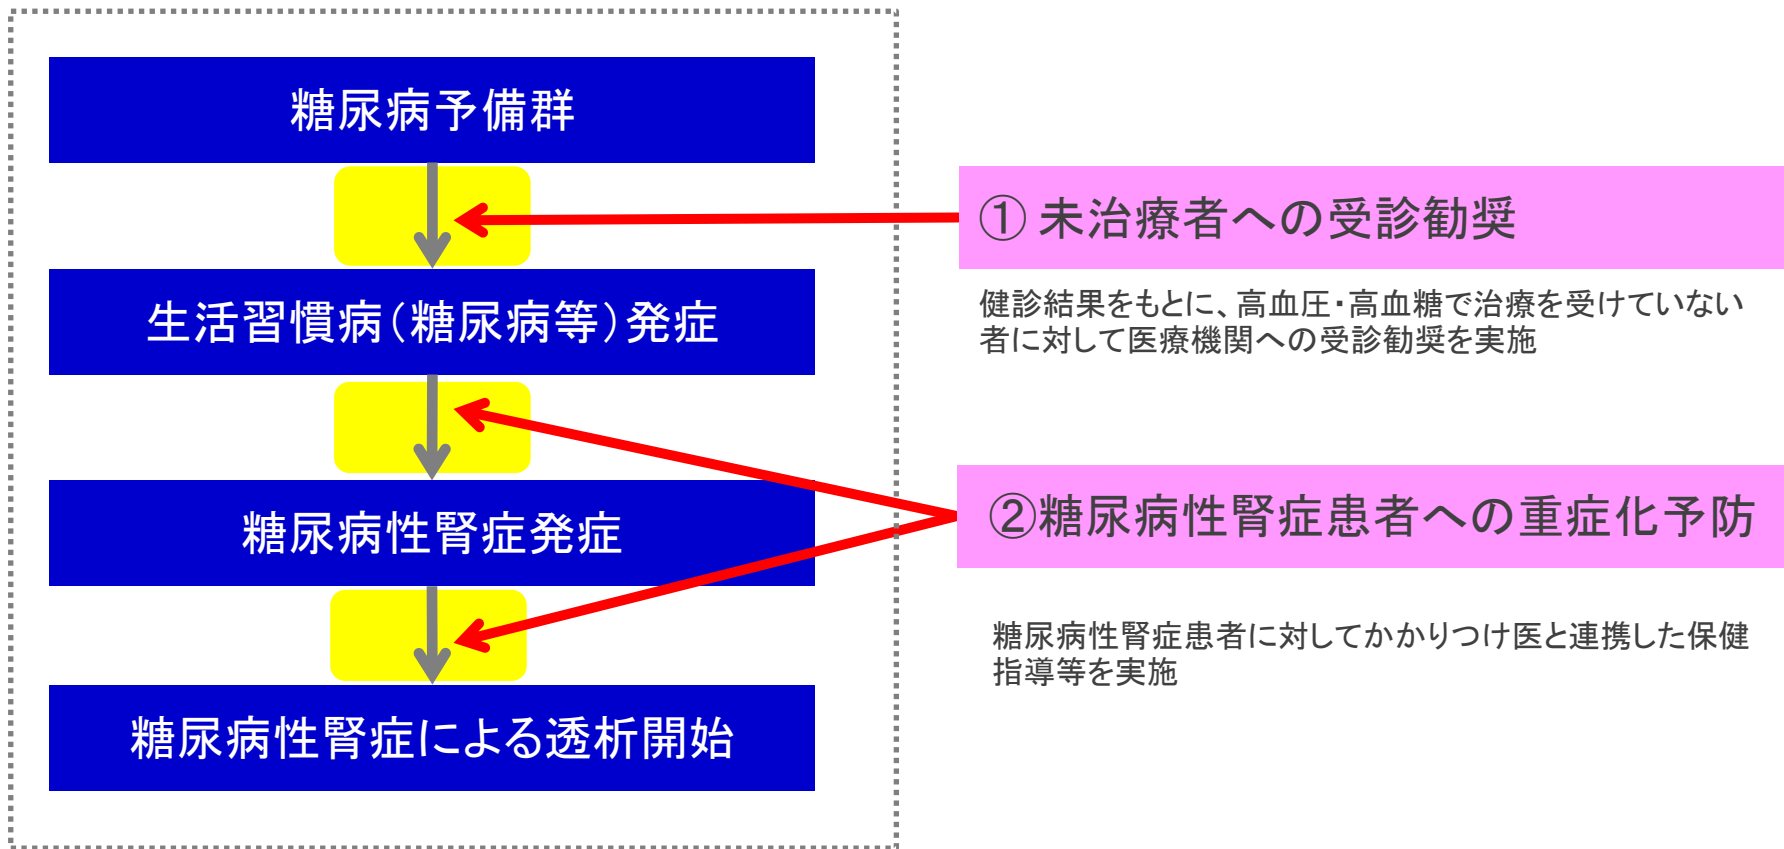 糖尿病予備群
生活習慣病（糖尿病等）発症
糖尿病性腎症発症
糖尿病性腎症による透析開始
① 未治療者への受診勧奨
健診結果をもとに、高血圧・高血糖で治療を受けていない
者に対して医療機関への受診勧奨を実施
②糖尿病性腎症患者への重症化予防
糖尿病性腎症患者に対してかかりつけ医と連携した保健
指導等を実施